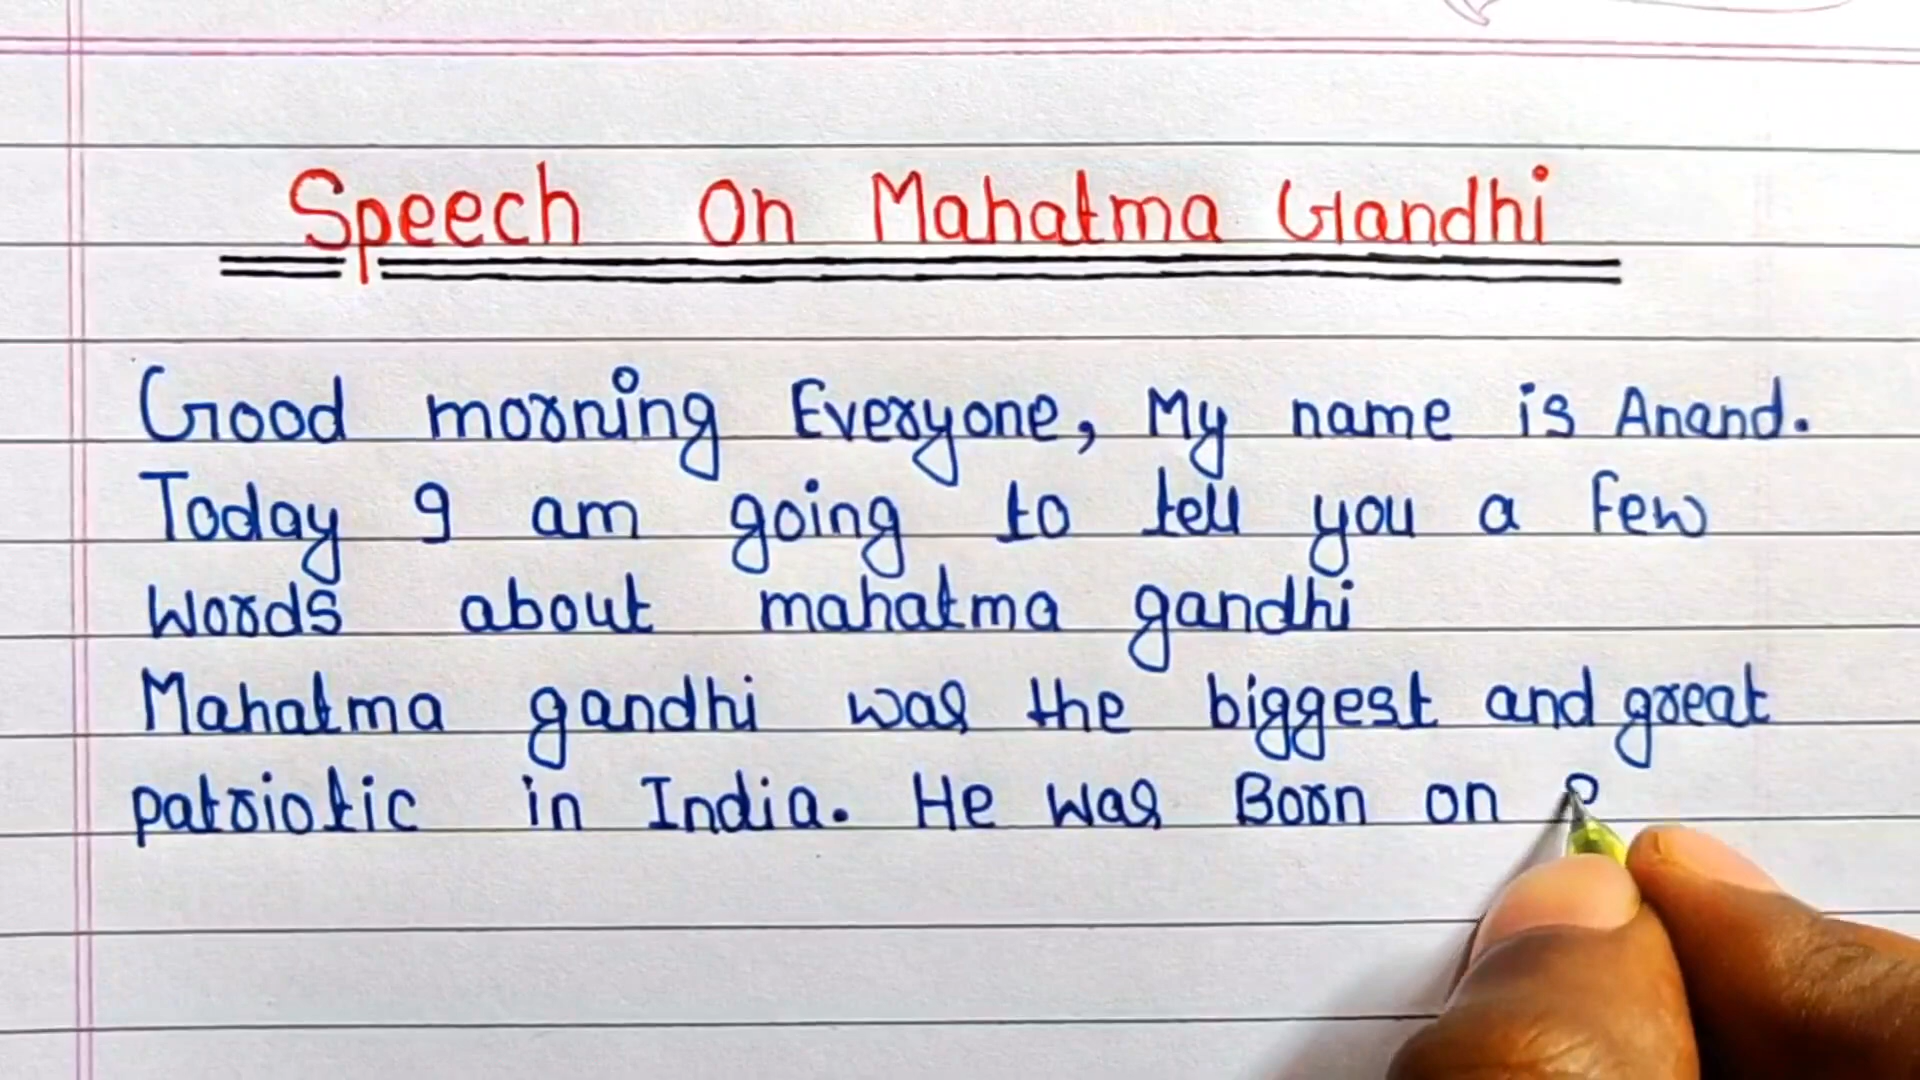 Speech On Mahatma Gandhi
Good morning Everyone, My name is Anand.
Today I am going to tell you a few
words about mahatma gandhi
Mahatma gandhi was the biggest and great
patriotic in India. He was Born on